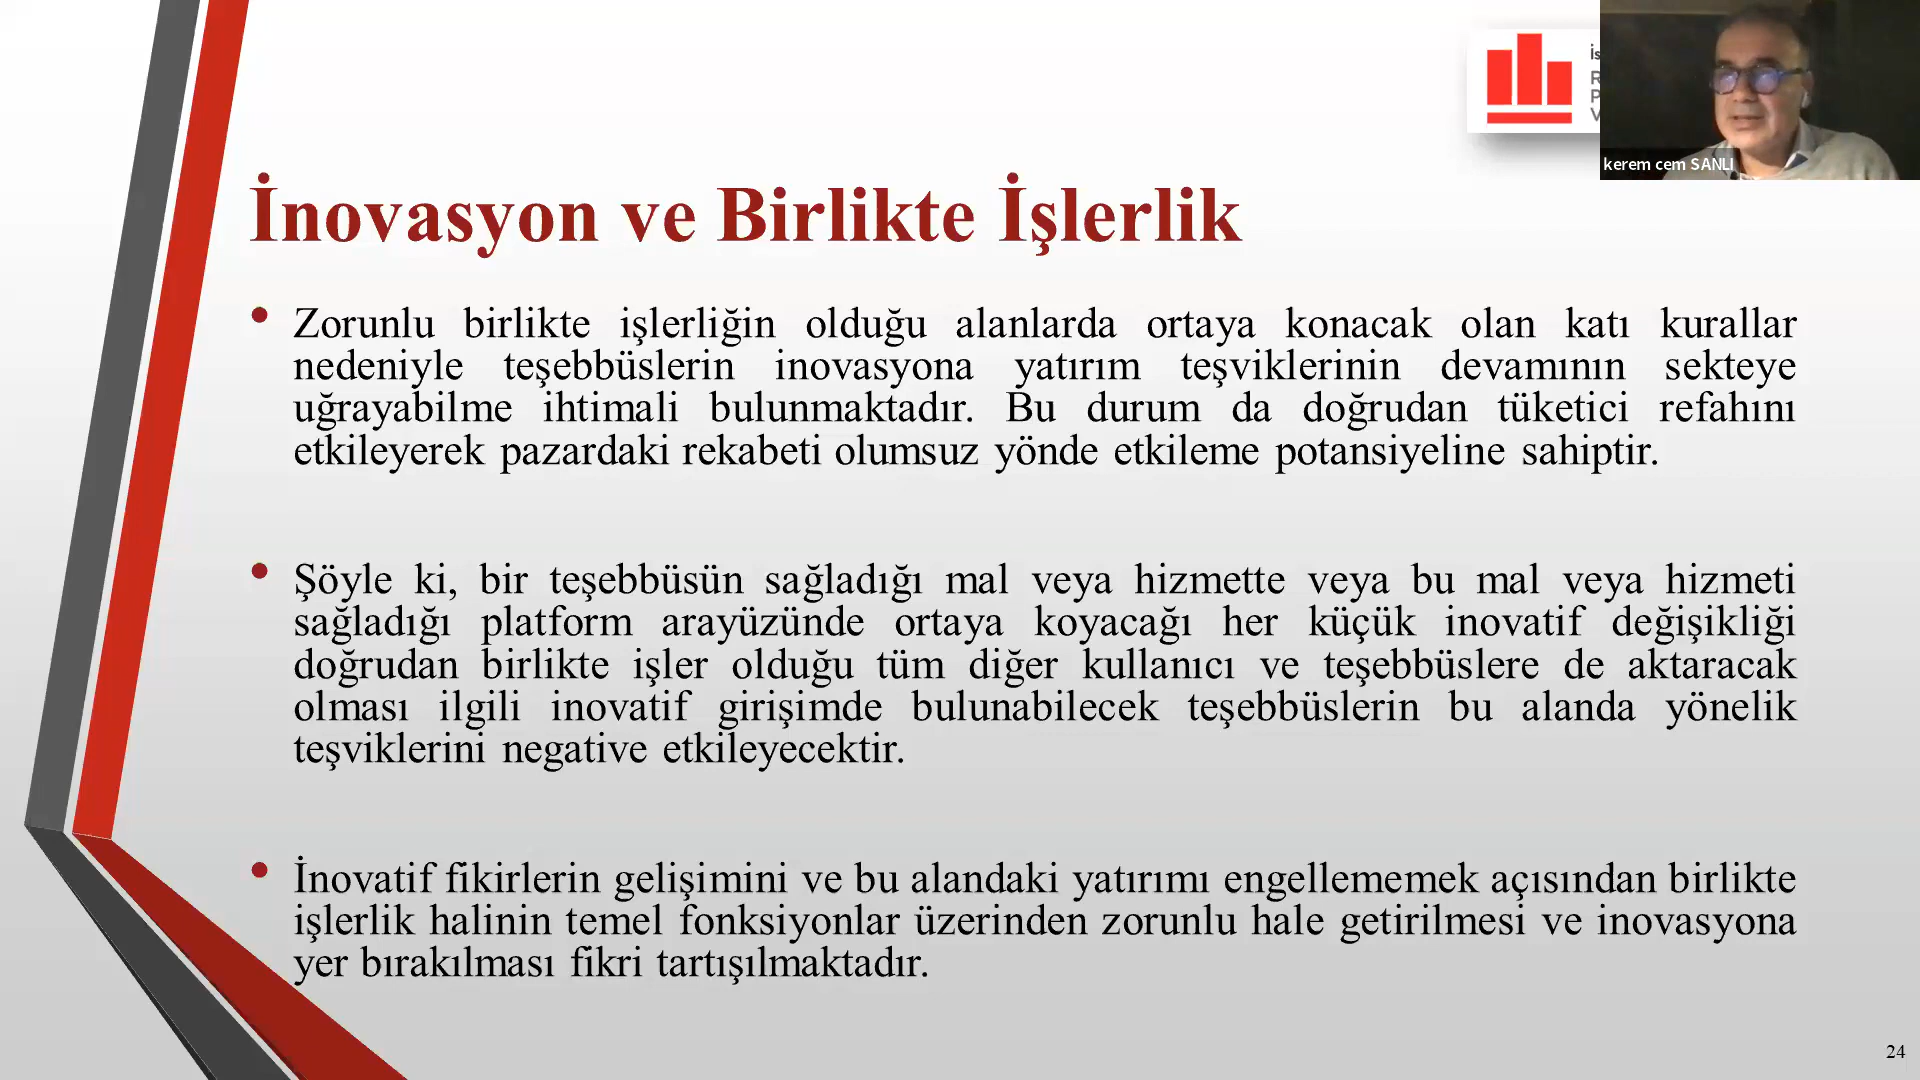 İs
R
P
V
kerem cem SANLI
İnovasyon ve Birlikte İşlerlik
• Zorunlu birlikte işlerliğin olduğu alanlarda ortaya konacak olan katı kurallar
nedeniyle teşebbüslerin inovasyona yatırım teşviklerinin devamının sekteye
uğrayabilme ihtimali bulunmaktadır. Bu durum da doğrudan tüketici refahını
etkileyerek pazardaki rekabeti olumsuz yönde etkileme potansiyeline sahiptir.
• Şöyle ki, bir teşebbüsün sağladığı mal veya hizmette veya bu mal veya hizmeti
sağladığı platform arayüzünde ortaya koyacağı her küçük inovatif değişikliği
doğrudan birlikte işler olduğu tüm diğer kullanıcı ve teşebbüslere de aktaracak
olması ilgili inovatif girişimde bulunabilecek teşebbüslerin bu alanda yönelik
teşviklerini negative etkileyecektir.
• İnovatif fikirlerin gelişimini ve bu alandaki yatırımı engellememek açısından birlikte
işlerlik halinin temel fonksiyonlar üzerinden zorunlu hale getirilmesi ve inovasyona
yer bırakılması fikri tartışılmaktadır.
24